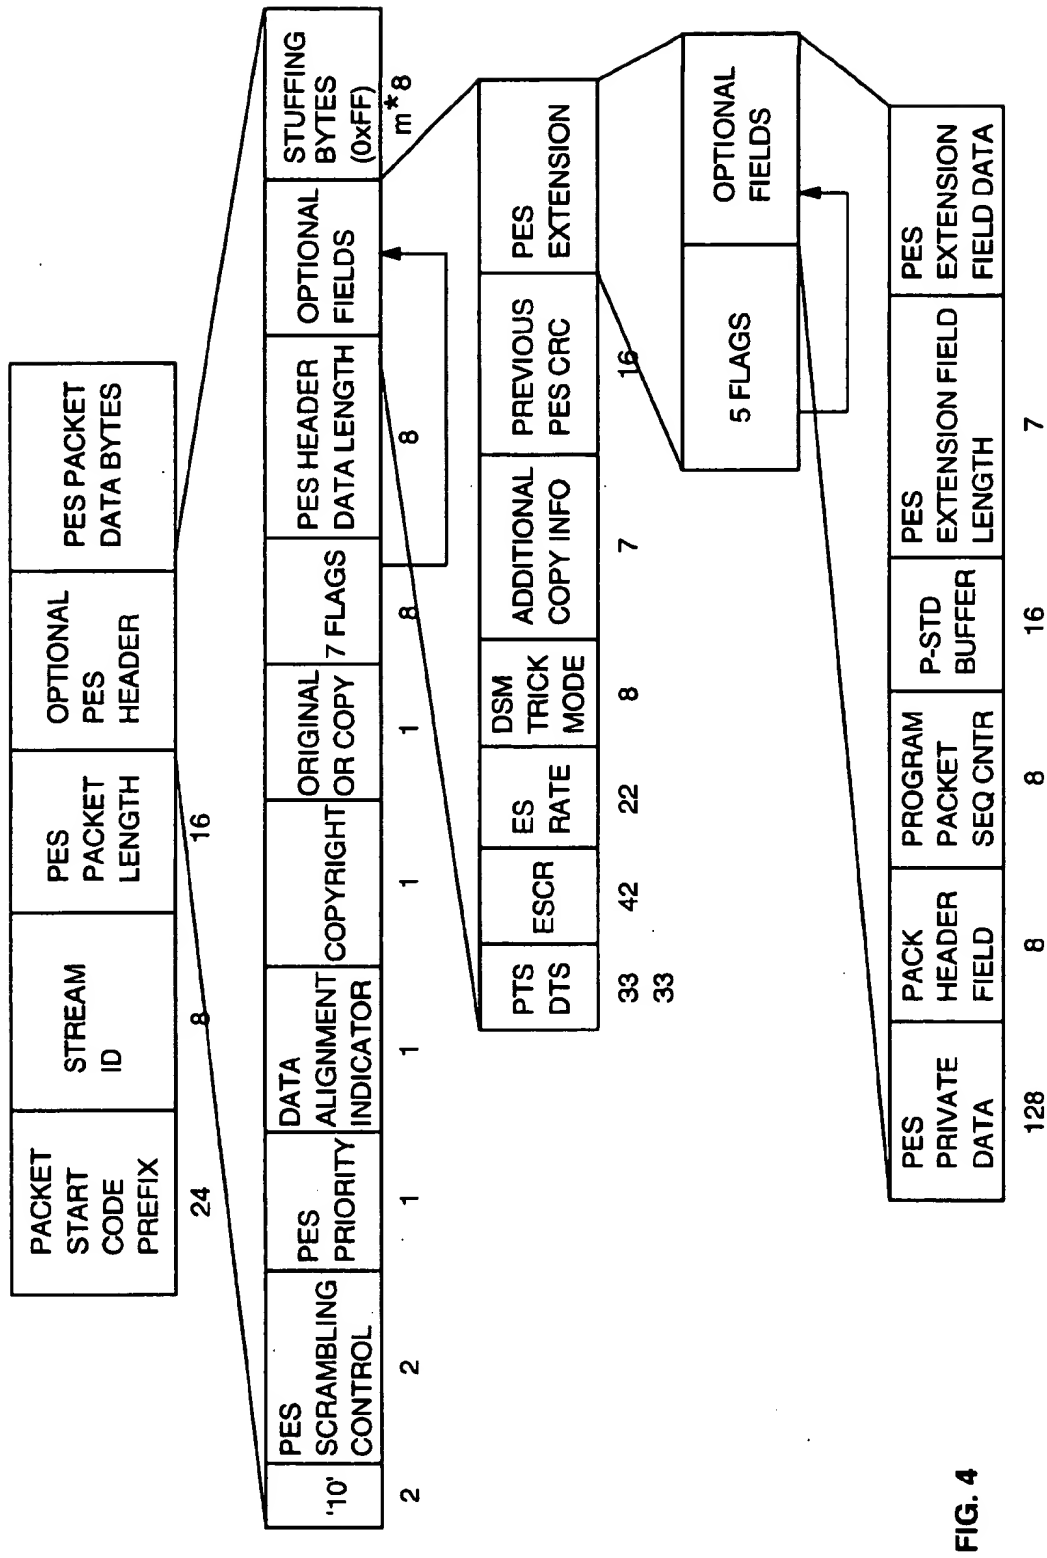 PACKET
START
CODE
PREFIX
STREAM
ID
PES
PACKET
LENGTH
OPTIONAL
PES
HEADER
PES PACKET
DATA BYTES
24
8
16
'10'
PES
SCRAMBLING
CONTROL
PES
PRIORITY
DATA
ALIGNMENT
INDICATOR
COPYRIGHT
ORIGINAL
OR COPY
7 FLAGS
PES HEADER
DATA LENGTH
OPTIONAL
FIELDS
STUFFING
BYTES
(0xFF)
2
2
1
1
1
1
8
8
m*8
PTS
DTS
ESCR
ES
RATE
DSM
TRICK
MODE
ADDITIONAL
COPY INFO
PREVIOUS
PES CRC
PES
EXTENSION
33
33
42
22
8
7
16
5 FLAGS
OPTIONAL
FIELDS
PES
PRIVATE
DATA
PACK
HEADER
FIELD
PROGRAM
PACKET
SEQ CNTR
P-STD
BUFFER
PES
EXTENSION FIELD
LENGTH
PES
EXTENSION
FIELD DATA
128
8
8
16
7
FIG. 4